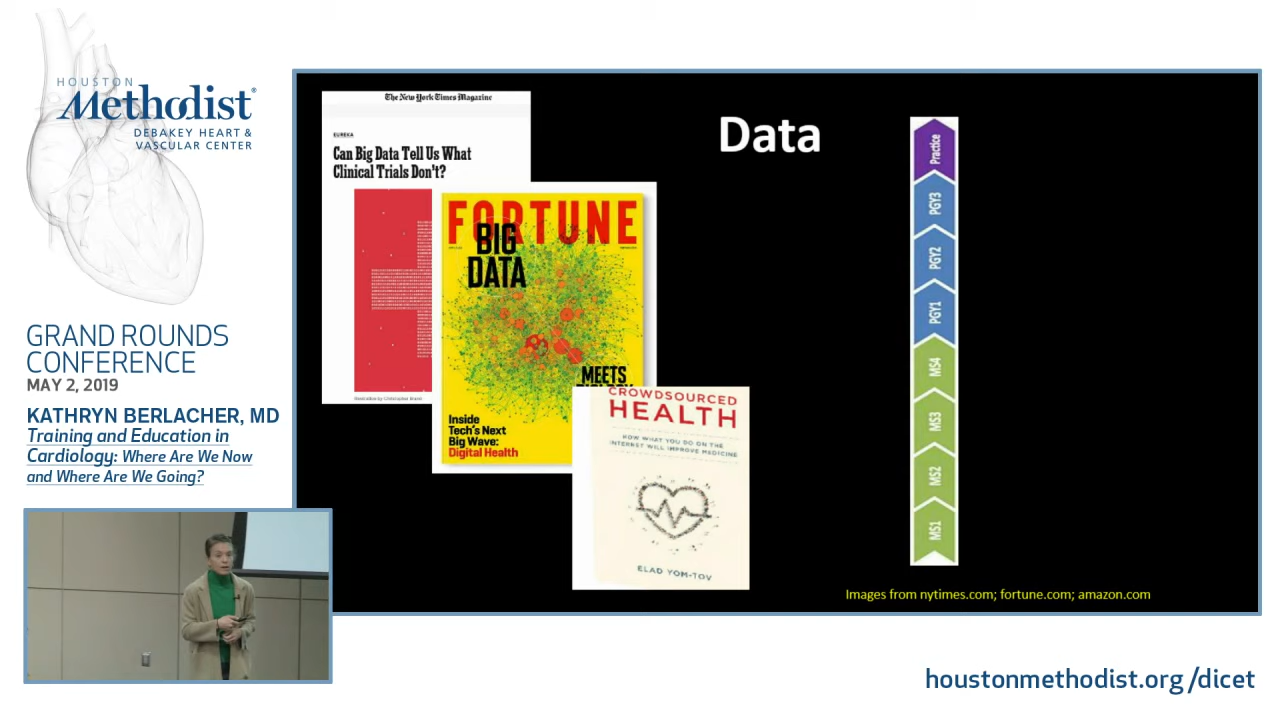 HOUSTON
Methodist®
DEBAKEY HEART &
VASCULAR CENTER
GRAND ROUNDS
CONFERENCE
MAY 2, 2019
KATHRYN BERLACHER, MD
Training and Education in
Cardiology: Where Are We Now
and Where Are We Going?
The New York Times Magazine
EUREKA
Can Big Data Tell Us What
Clinical Trials Don't?
Illustration by Christopher
FORTUNE
BIG
DATA
MEETS
Inside
Tech's Next
Big Wave:
Digital Health
CROWDSOURCED
HEALTH
HOW WHAT YOU DO ON THE
INTERNET WILL IMPROVE MEDICINE
ELAD YOM-TOV
Data
Practice
PGY3
PGY2
PGY1
MS4
MS3
MS2
MS1
Images from nytimes.com; fortune.com; amazon.com
houstonmethodist.org/dicet